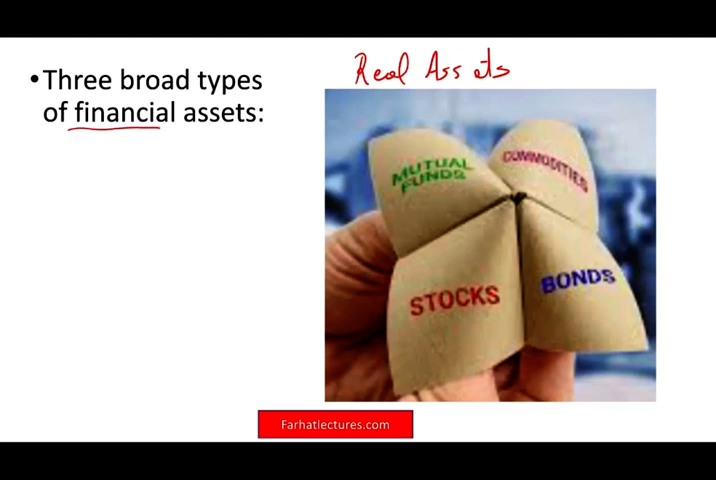 •Three broad types
of financial assets:
Real Assets
MUTUAL
FUNDS
COMMODITIES
STOCKS
BONDS
Farhatlectures.com